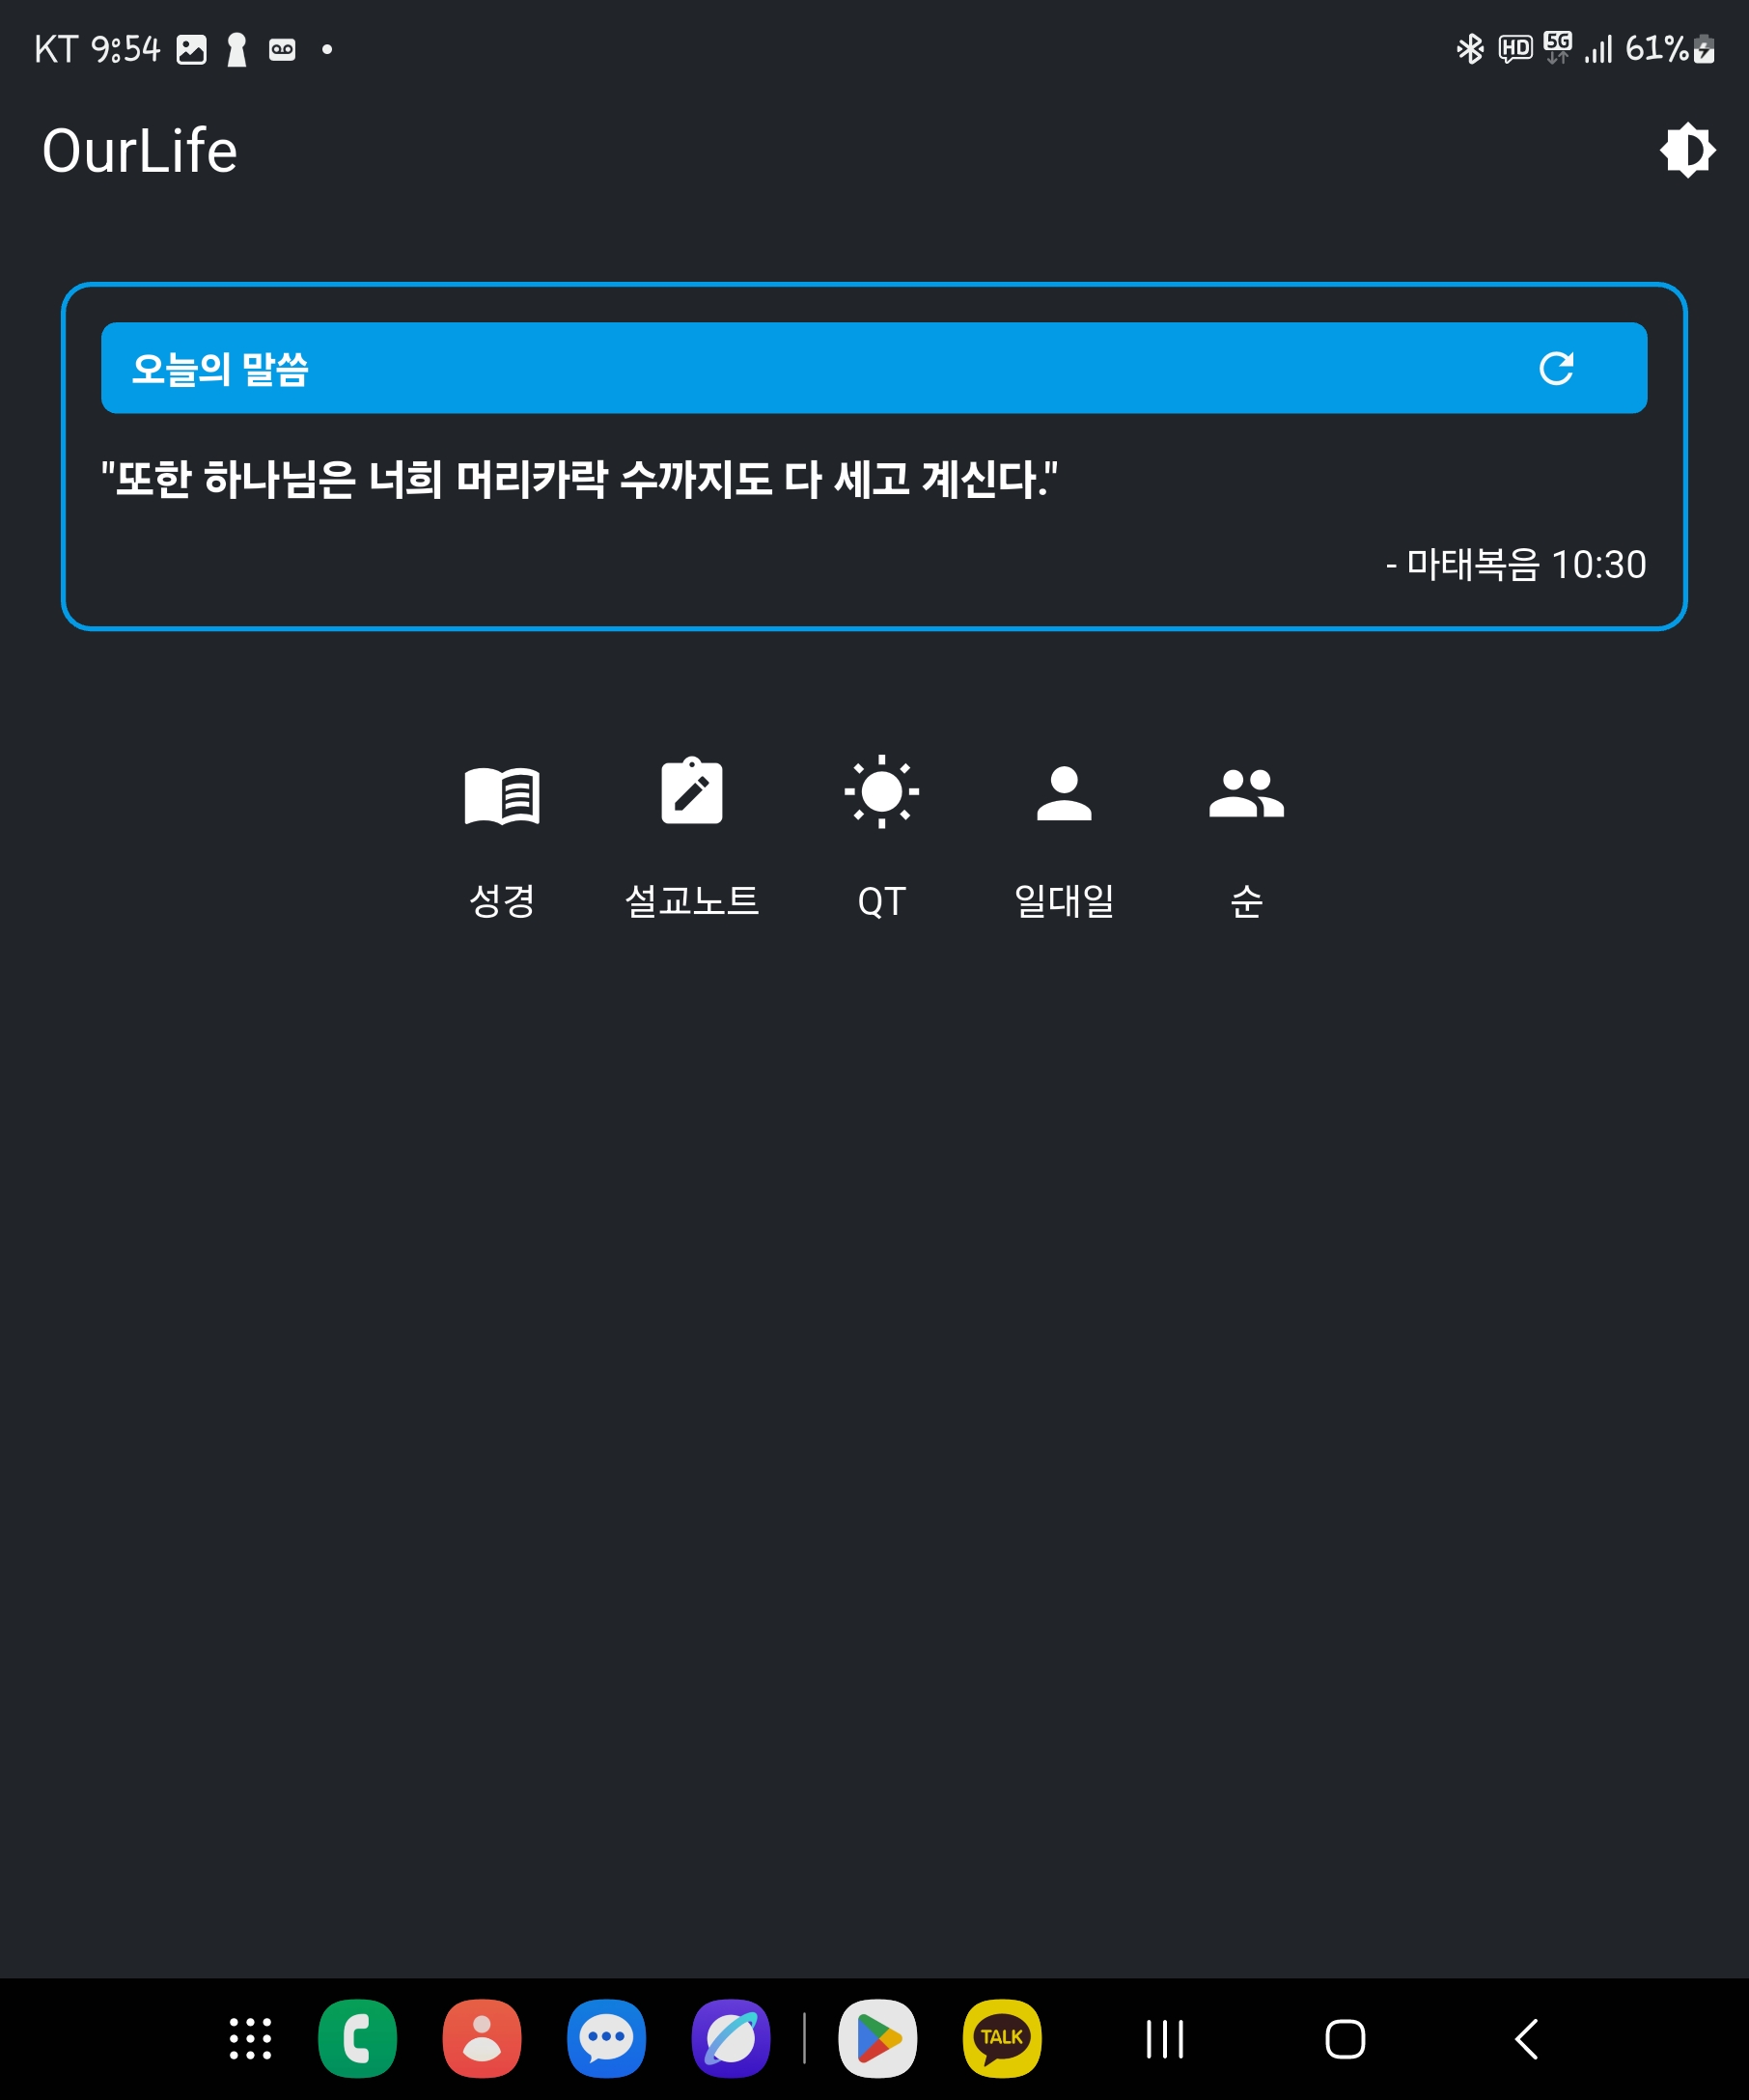 KT 9:54
HD 5G 61%
OurLife
오늘의 말씀
"또한 하나님은 너희 머리카락 수까지도 다 세고 계신다."
- 마태복음 10:30
성경 설교노트 QT 일대일 순
TALK